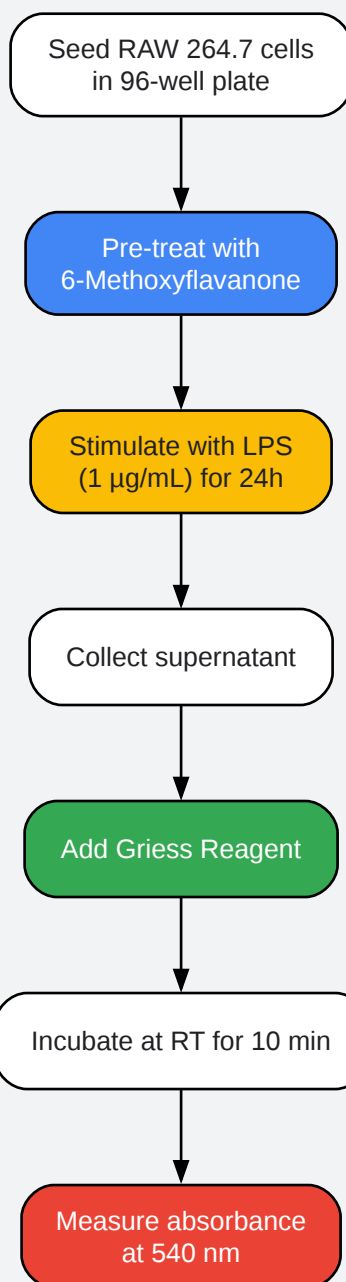 Seed RAW 264.7 cells
in 96-well plate
Pre-treat with
6-Methoxyflavanone
Stimulate with LPS
(1 µg/mL) for 24h
Collect supernatant
Add Griess Reagent
Incubate at RT for 10 min
Measure absorbance
at 540 nm